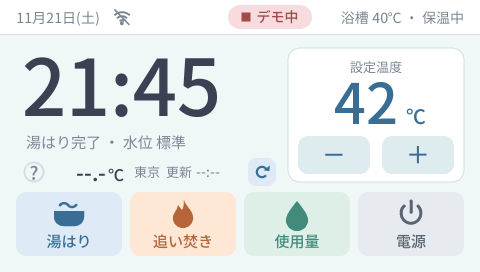 11月21日(土) デモ中 浴槽 40℃ ・ 保温中
21:45
湯はり完了 ・ 水位 標準
? --.-℃ 東京 更新 --:--
設定温度
42 ℃
− +
湯はり 追い焚き 使用量 電源